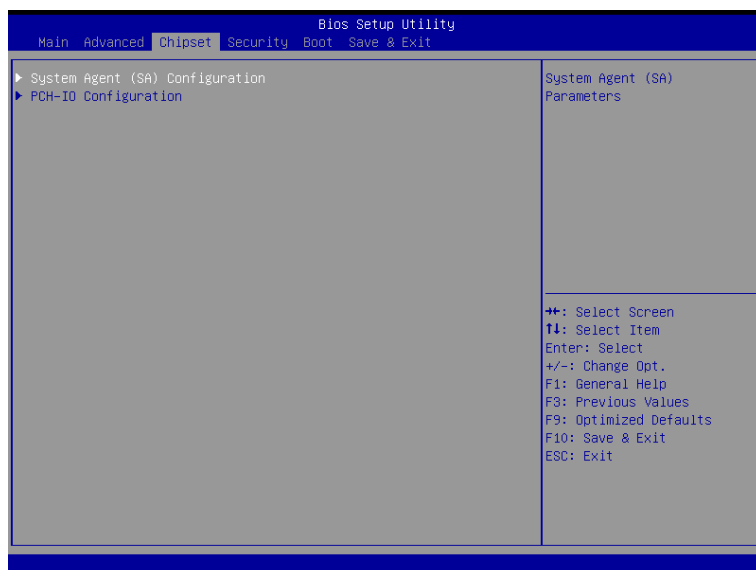 Bios Setup Utility
Main Advanced Chipset Security Boot Save & Exit
▶ System Agent (SA) Configuration
▶ PCH-IO Configuration
System Agent (SA)
Parameters
→←: Select Screen
↑↓: Select Item
Enter: Select
+/-: Change Opt.
F1: General Help
F3: Previous Values
F9: Optimized Defaults
F10: Save & Exit
ESC: Exit